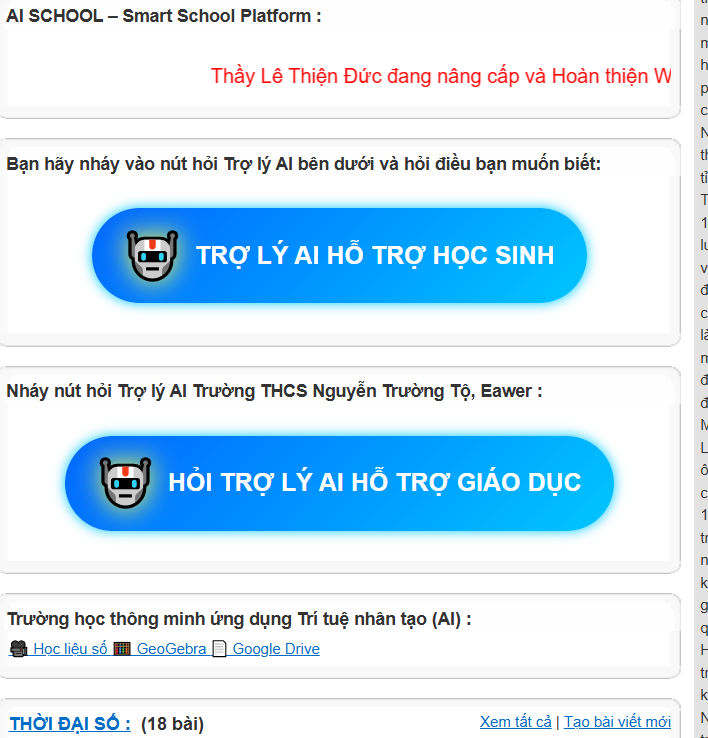 AI SCHOOL – Smart School Platform :
Thầy Lê Thiện Đức đang nâng cấp và Hoàn thiện W
Bạn hãy nháy vào nút hỏi Trợ lý AI bên dưới và hỏi điều bạn muốn biết:
TRỢ LÝ AI HỖ TRỢ HỌC SINH
Nháy nút hỏi Trợ lý AI Trường THCS Nguyễn Trường Tộ, Eawer :
HỎI TRỢ LÝ AI HỖ TRỢ GIÁO DỤC
Trường học thông minh ứng dụng Trí tuệ nhân tạo (AI) :
Học liệu số GeoGebra Google Drive
THỜI ĐẠI SỐ : (18 bài) Xem tất cả | Tạo bài viết mới